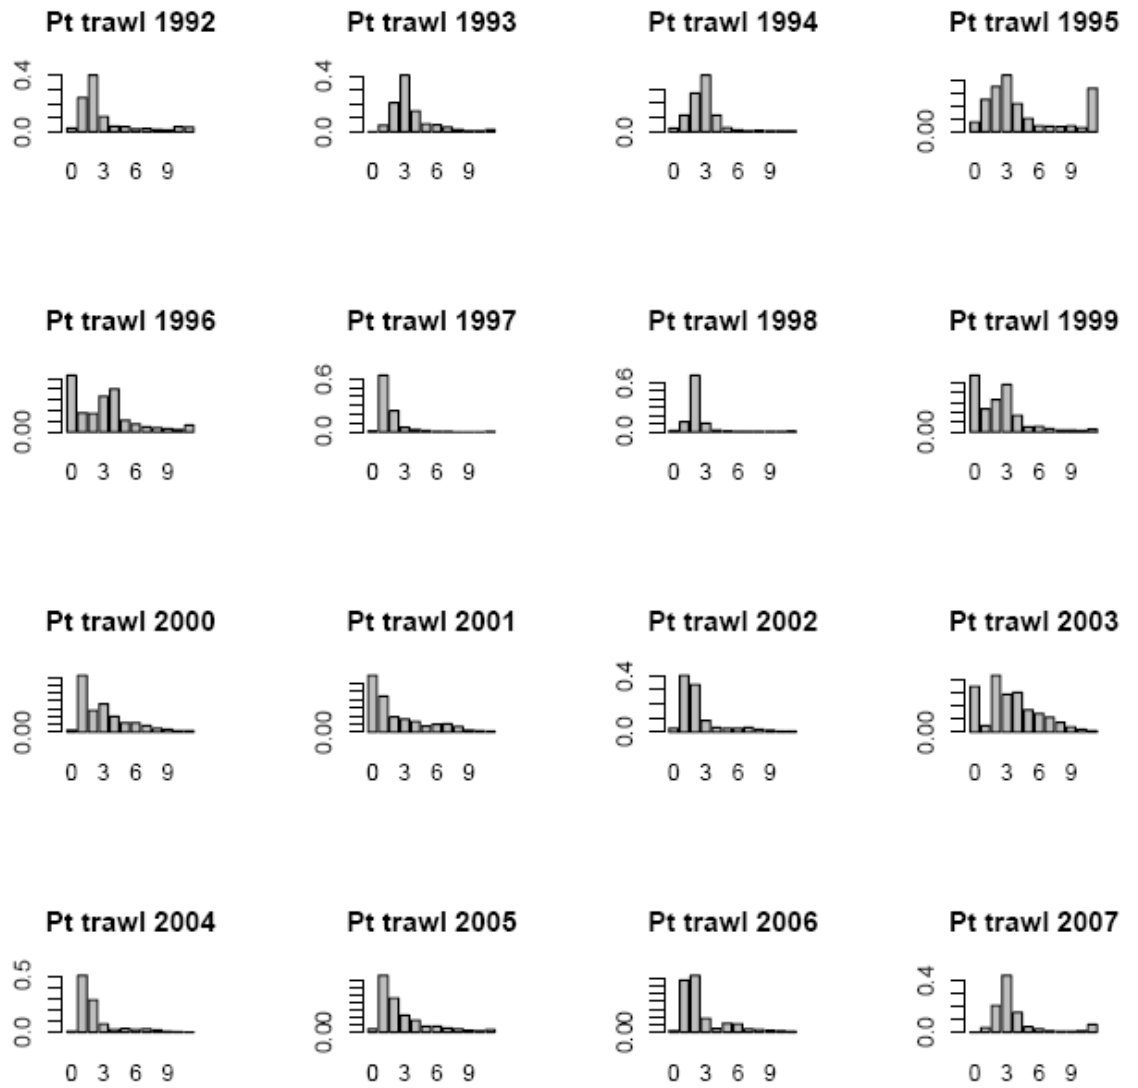 Pt trawl 1992
0.0 0.4
0 3 6 9
Pt trawl 1993
0.0 0.4
0 3 6 9
Pt trawl 1994
0.0
0 3 6 9
Pt trawl 1995
0.00
0 3 6 9
Pt trawl 1996
0.00
0 3 6 9
Pt trawl 1997
0.0 0.6
0 3 6 9
Pt trawl 1998
0.0 0.6
0 3 6 9
Pt trawl 1999
0.00
0 3 6 9
Pt trawl 2000
0.00
0 3 6 9
Pt trawl 2001
0.00
0 3 6 9
Pt trawl 2002
0.0 0.4
0 3 6 9
Pt trawl 2003
0.00
0 3 6 9
Pt trawl 2004
0.0 0.5
0 3 6 9
Pt trawl 2005
0.00
0 3 6 9
Pt trawl 2006
0.00
0 3 6 9
Pt trawl 2007
0.0 0.4
0 3 6 9